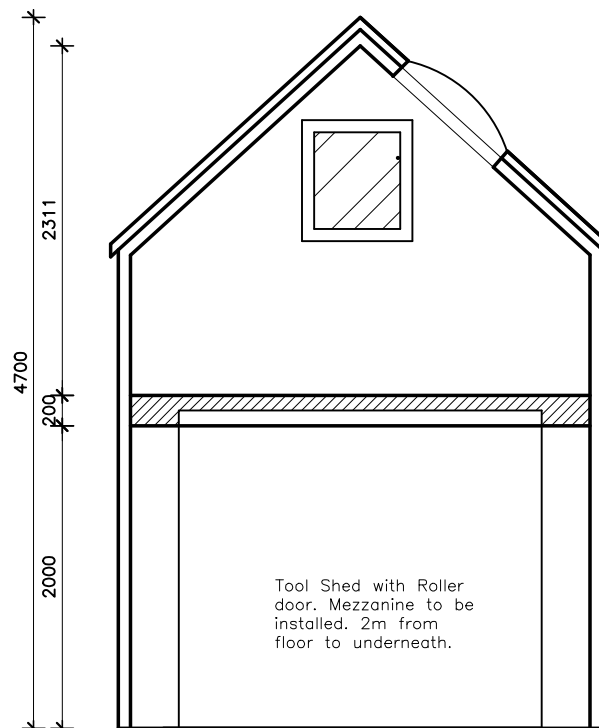 2311
4700
200
2000
Tool Shed with Roller
door. Mezzanine to be
installed. 2m from
floor to underneath.